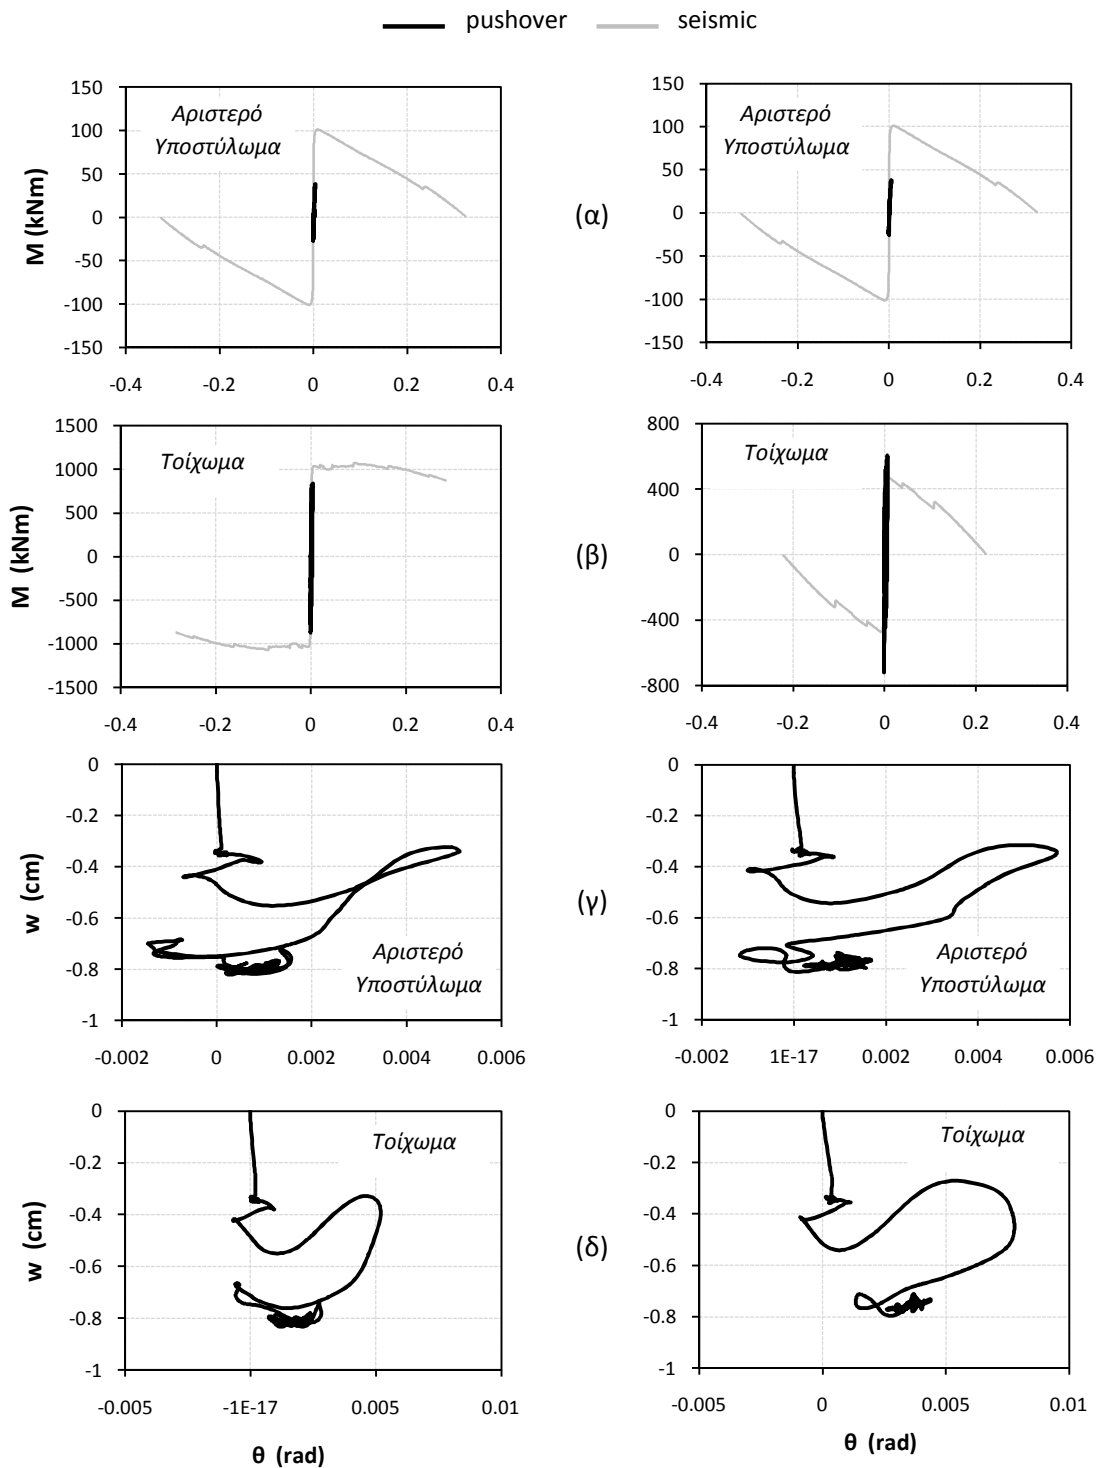 pushover seismic
150
100
50
0
-50
-100
-150
M (kNm)
Αριστερό
Υποστύλωμα
-0.4 -0.2 0 0.2 0.4
(α)
150
100
50
0
-50
-100
-150
Αριστερό
Υποστύλωμα
-0.4 -0.2 0 0.2 0.4
1500
1000
500
0
-500
-1000
-1500
M (kNm)
Τοίχωμα
-0.4 -0.2 0 0.2 0.4
(β)
800
400
0
-400
-800
Τοίχωμα
-0.4 -0.2 0 0.2 0.4
0
-0.2
-0.4
-0.6
-0.8
-1
w (cm)
Αριστερό
Υποστύλωμα
-0.002 0 0.002 0.004 0.006
(γ)
0
-0.2
-0.4
-0.6
-0.8
-1
Αριστερό
Υποστύλωμα
-0.002 1E-17 0.002 0.004 0.006
0
-0.2
-0.4
-0.6
-0.8
-1
w (cm)
Τοίχωμα
-0.005 -1E-17 0.005 0.01
θ (rad)
(δ)
0
-0.2
-0.4
-0.6
-0.8
-1
Τοίχωμα
-0.005 0 0.005 0.01
θ (rad)